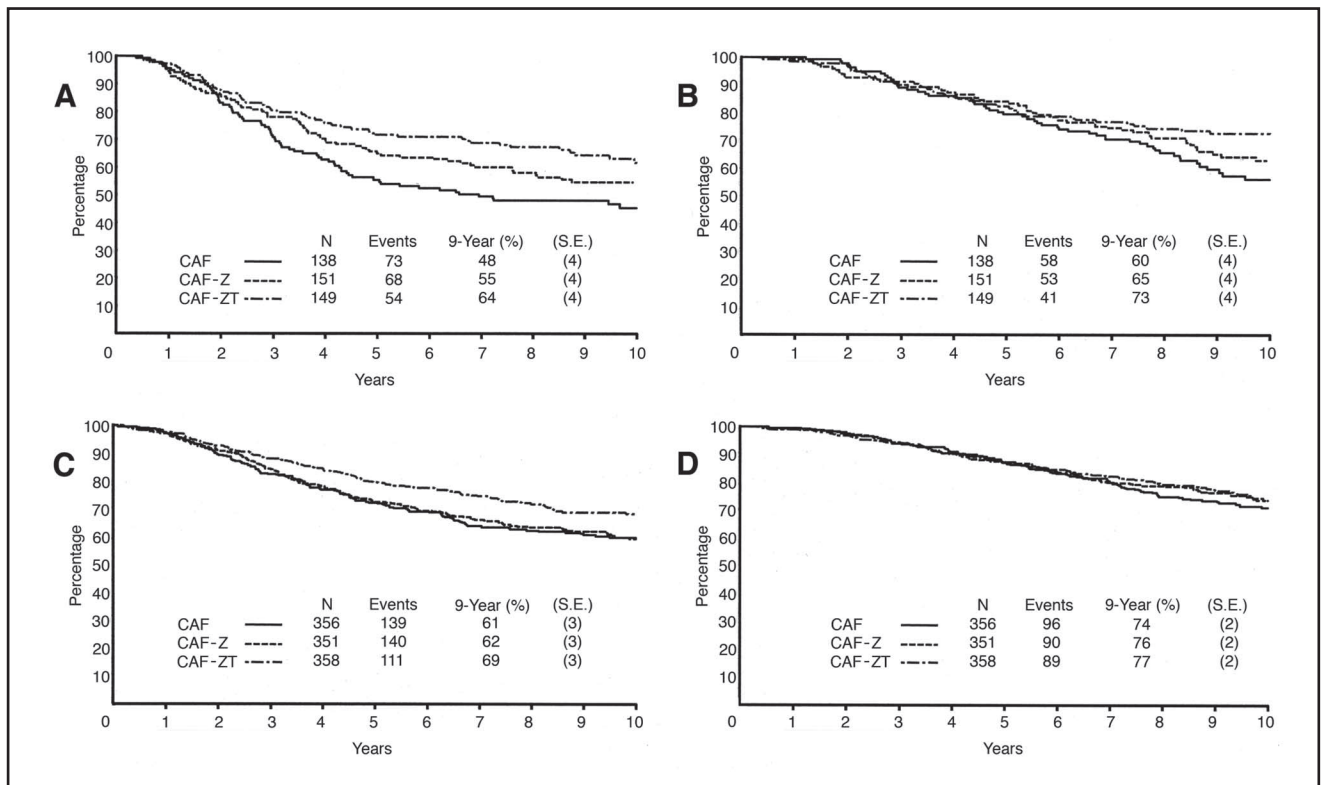 A
Percentage
100
90
80
70
60
50
40
30
20
10
N Events 9-Year (%) (S.E.)
CAF 138 73 48 (4)
CAF-Z 151 68 55 (4)
CAF-ZT 149 54 64 (4)
0 1 2 3 4 5 6 7 8 9 10
Years
B
Percentage
100
90
80
70
60
50
40
30
20
10
N Events 9-Year (%) (S.E.)
CAF 138 58 60 (4)
CAF-Z 151 53 65 (4)
CAF-ZT 149 41 73 (4)
0 1 2 3 4 5 6 7 8 9 10
Years
C
Percentage
100
90
80
70
60
50
40
30
20
10
N Events 9-Year (%) (S.E.)
CAF 356 139 61 (3)
CAF-Z 351 140 62 (3)
CAF-ZT 358 111 69 (3)
0 1 2 3 4 5 6 7 8 9 10
Years
D
Percentage
100
90
80
70
60
50
40
30
20
10
N Events 9-Year (%) (S.E.)
CAF 356 96 74 (2)
CAF-Z 351 90 76 (2)
CAF-ZT 358 89 77 (2)
0 1 2 3 4 5 6 7 8 9 10
Years